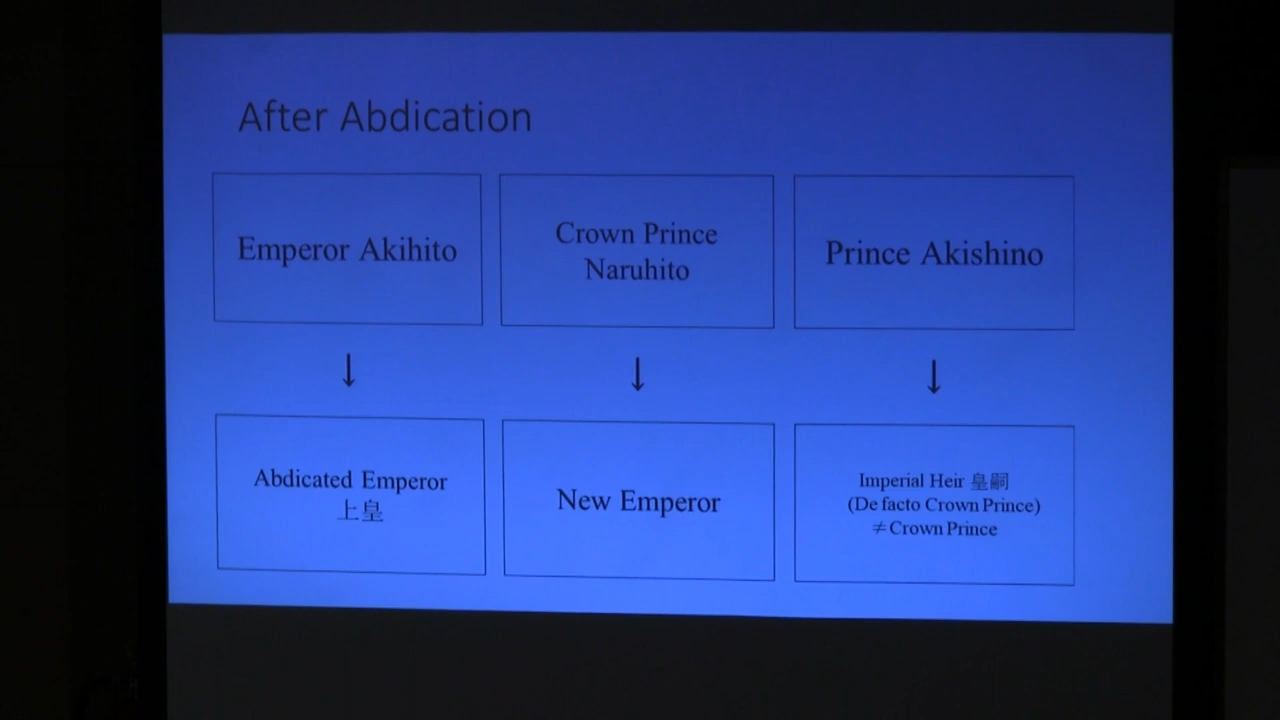 After Abdication
Emperor Akihito
Crown Prince
Naruhito
Prince Akishino
↓
↓
↓
Abdicated Emperor
上皇
New Emperor
Imperial Heir 皇嗣
(De facto Crown Prince)
≠Crown Prince